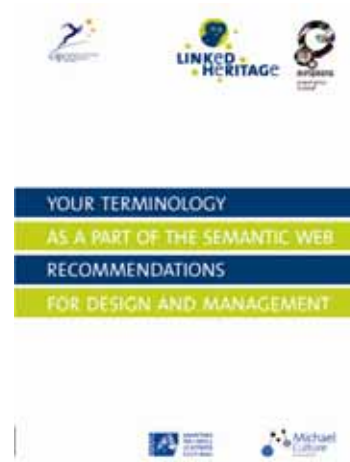 LINKED
HERITAGE
YOUR TERMINOLOGY
AS A PART OF THE SEMANTIC WEB
RECOMMENDATIONS
FOR DESIGN AND MANAGEMENT
Michael
Culture